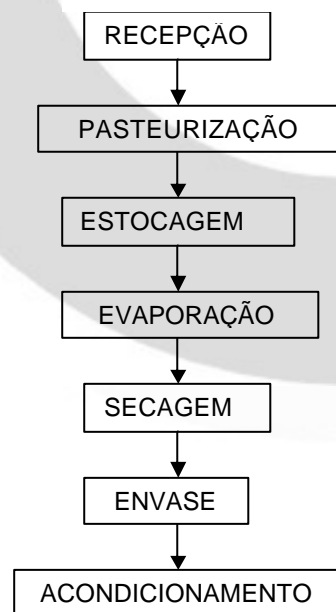 RECEPÇÃO
PASTEURIZAÇÃO
ESTOCAGEM
EVAPORAÇÃO
SECAGEM
ENVASE
ACONDICIONAMENTO